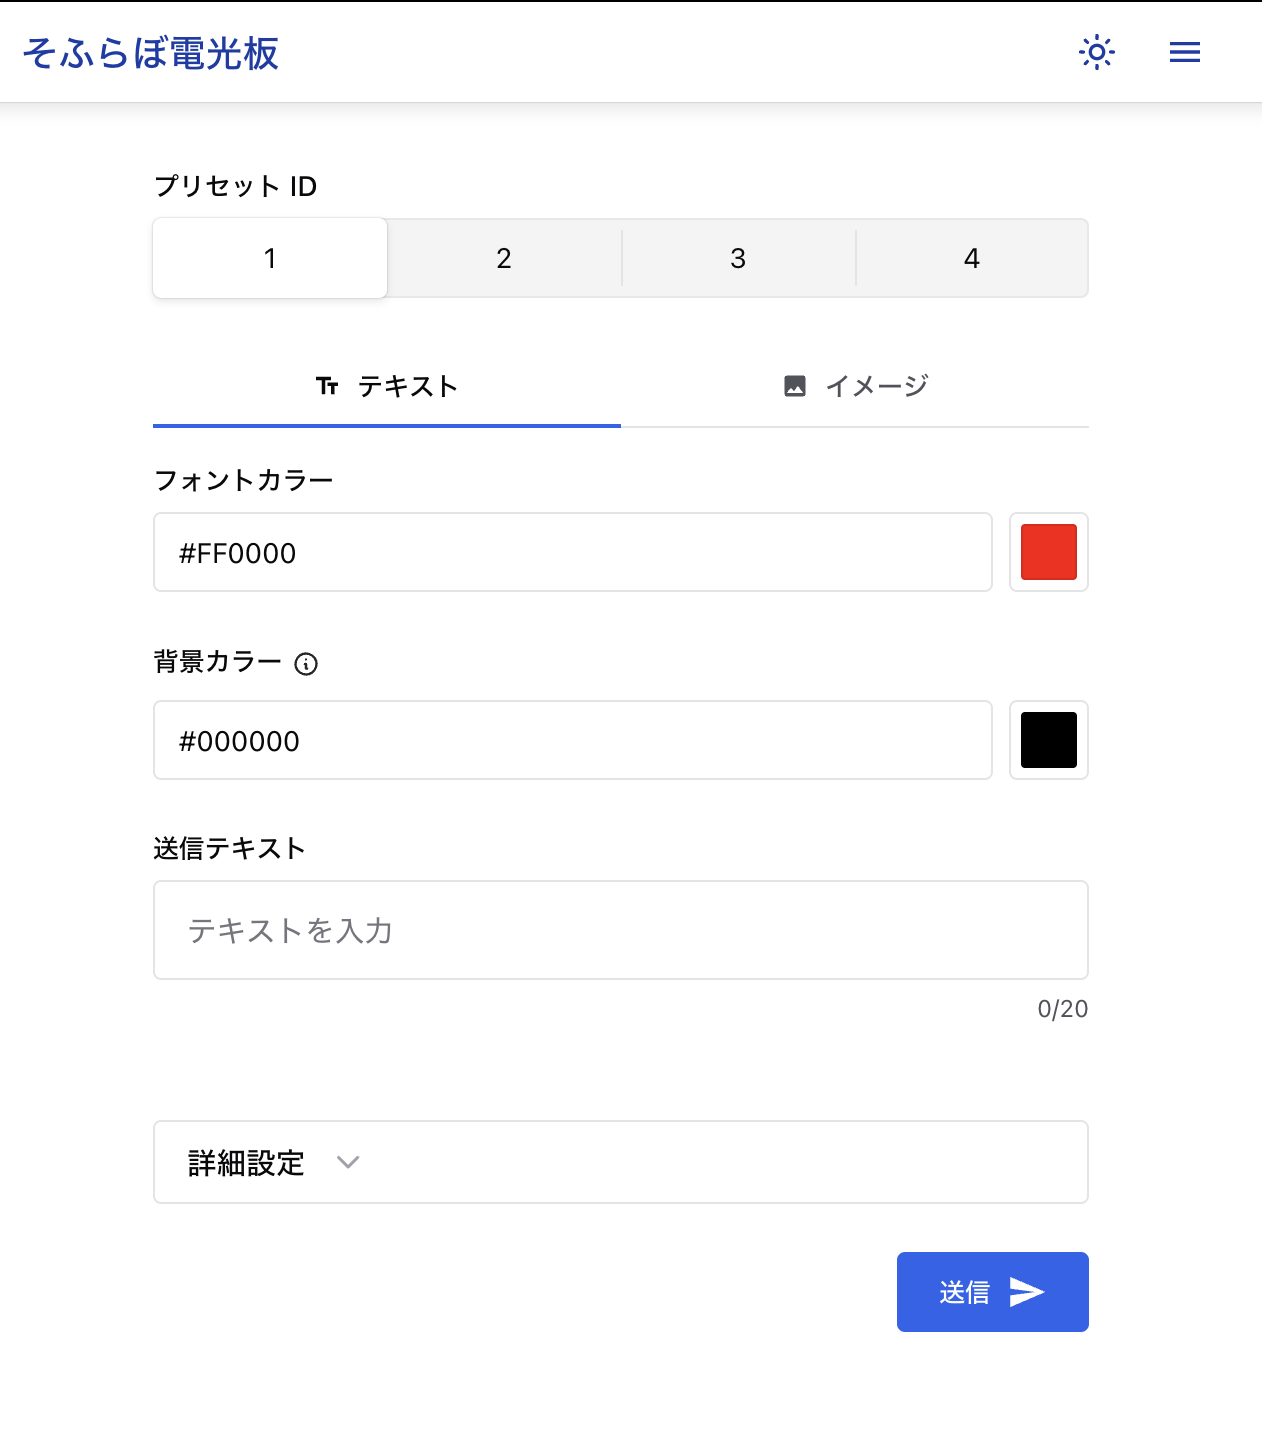 そふらぼ電光板
プリセット ID
1 2 3 4
テキスト イメージ
フォントカラー
#FF0000
背景カラー
#000000
送信テキスト
テキストを入力
0/20
詳細設定
送信